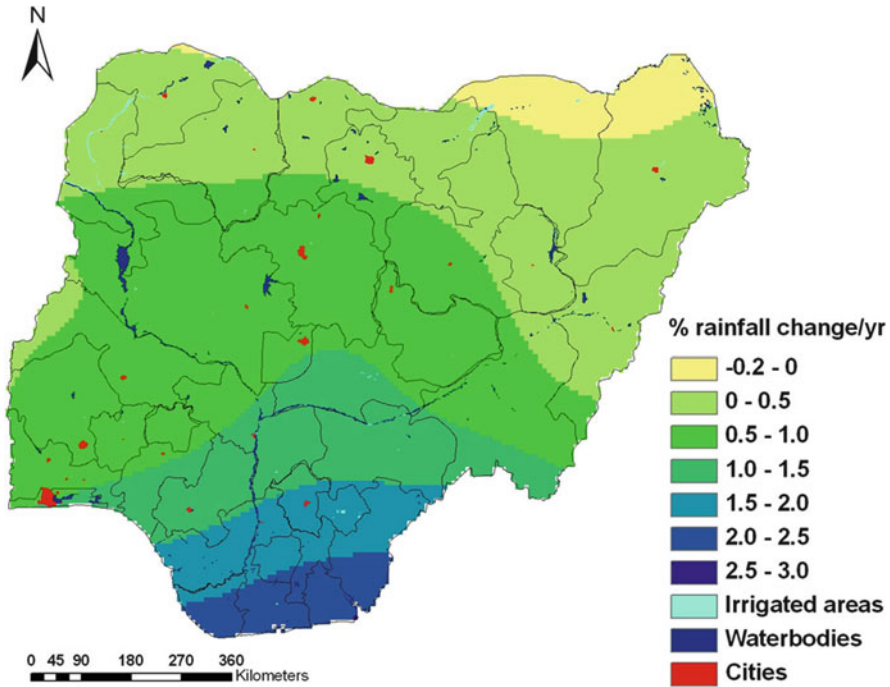 N
% rainfall change/yr
-0.2 - 0
0 - 0.5
0.5 - 1.0
1.0 - 1.5
1.5 - 2.0
2.0 - 2.5
2.5 - 3.0
Irrigated areas
Waterbodies
Cities
0 45 90 180 270 360
Kilometers